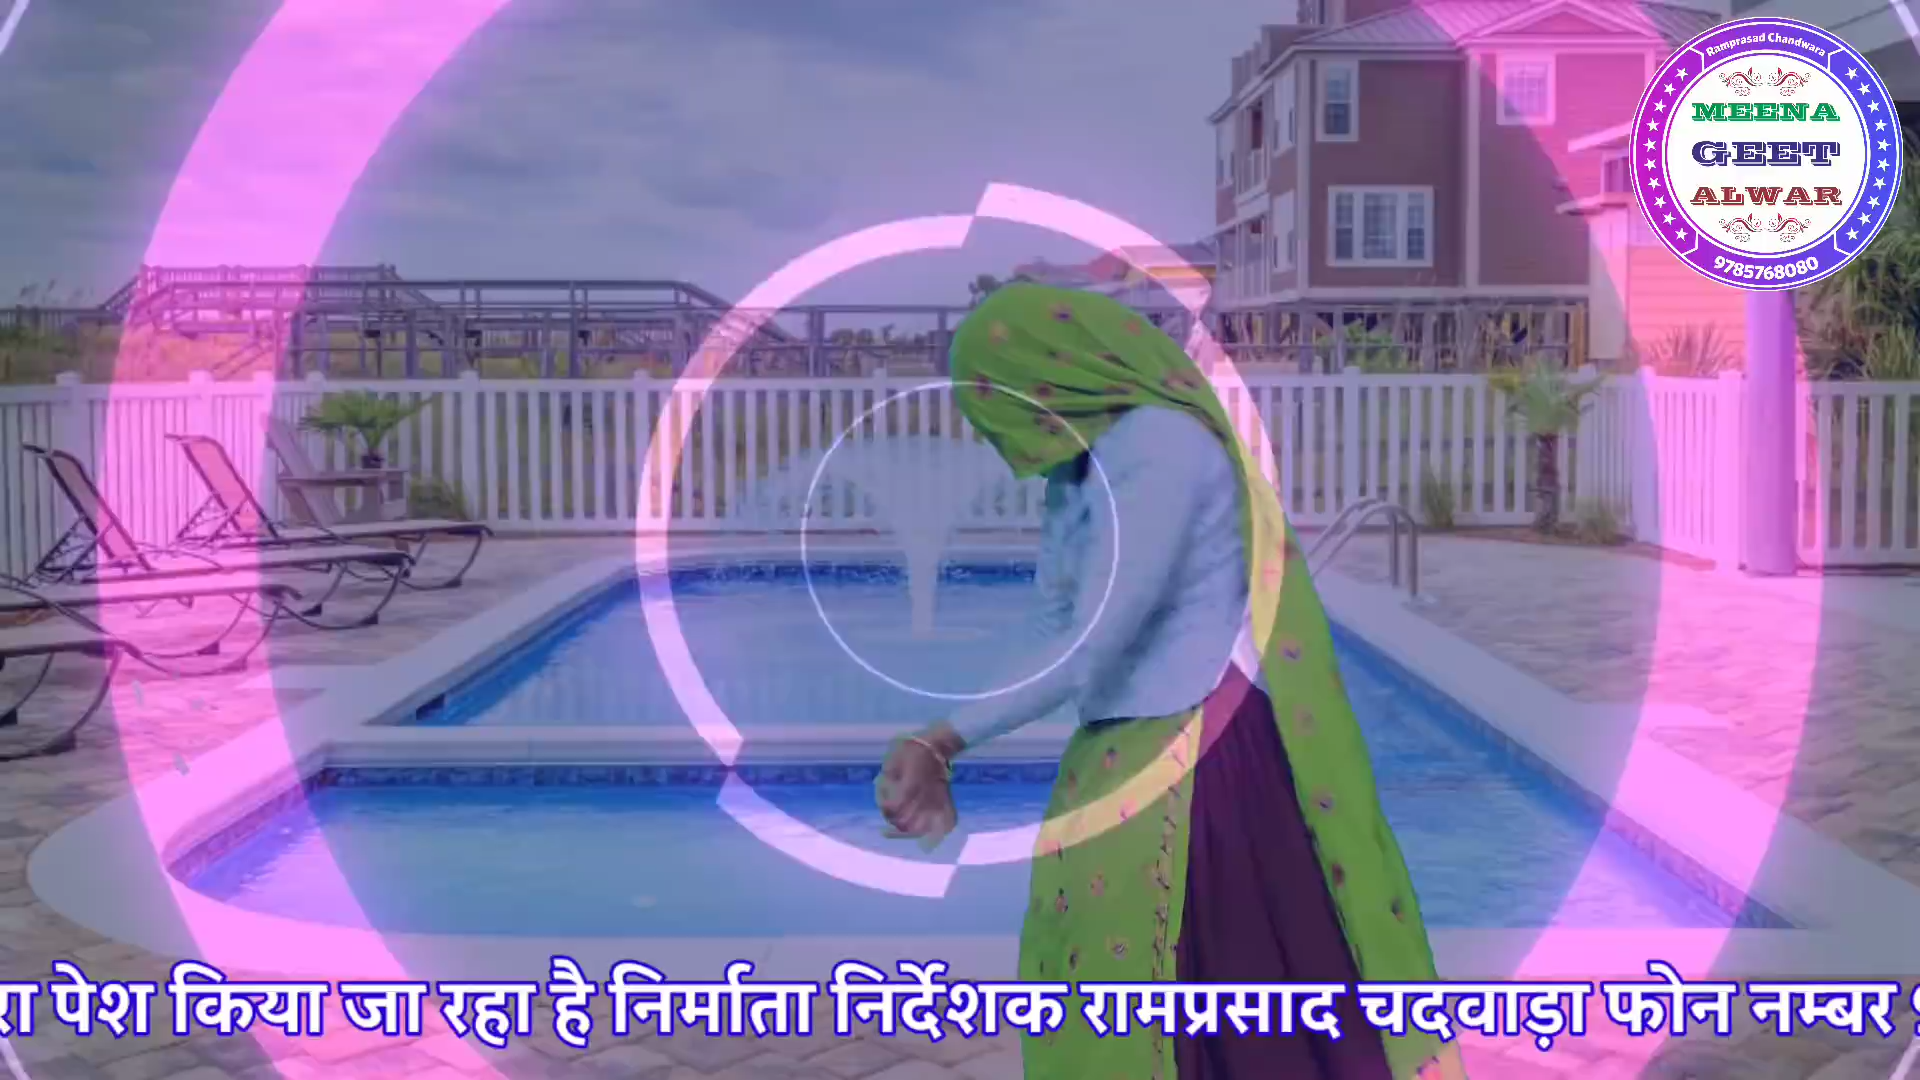 Ramprasad Chandwara
MEENA
GEET
ALWAR
9785768080
पेश किया जा रहा है निर्माता निर्देशक रामप्रसाद चदवाड़ा फोन नम्बर